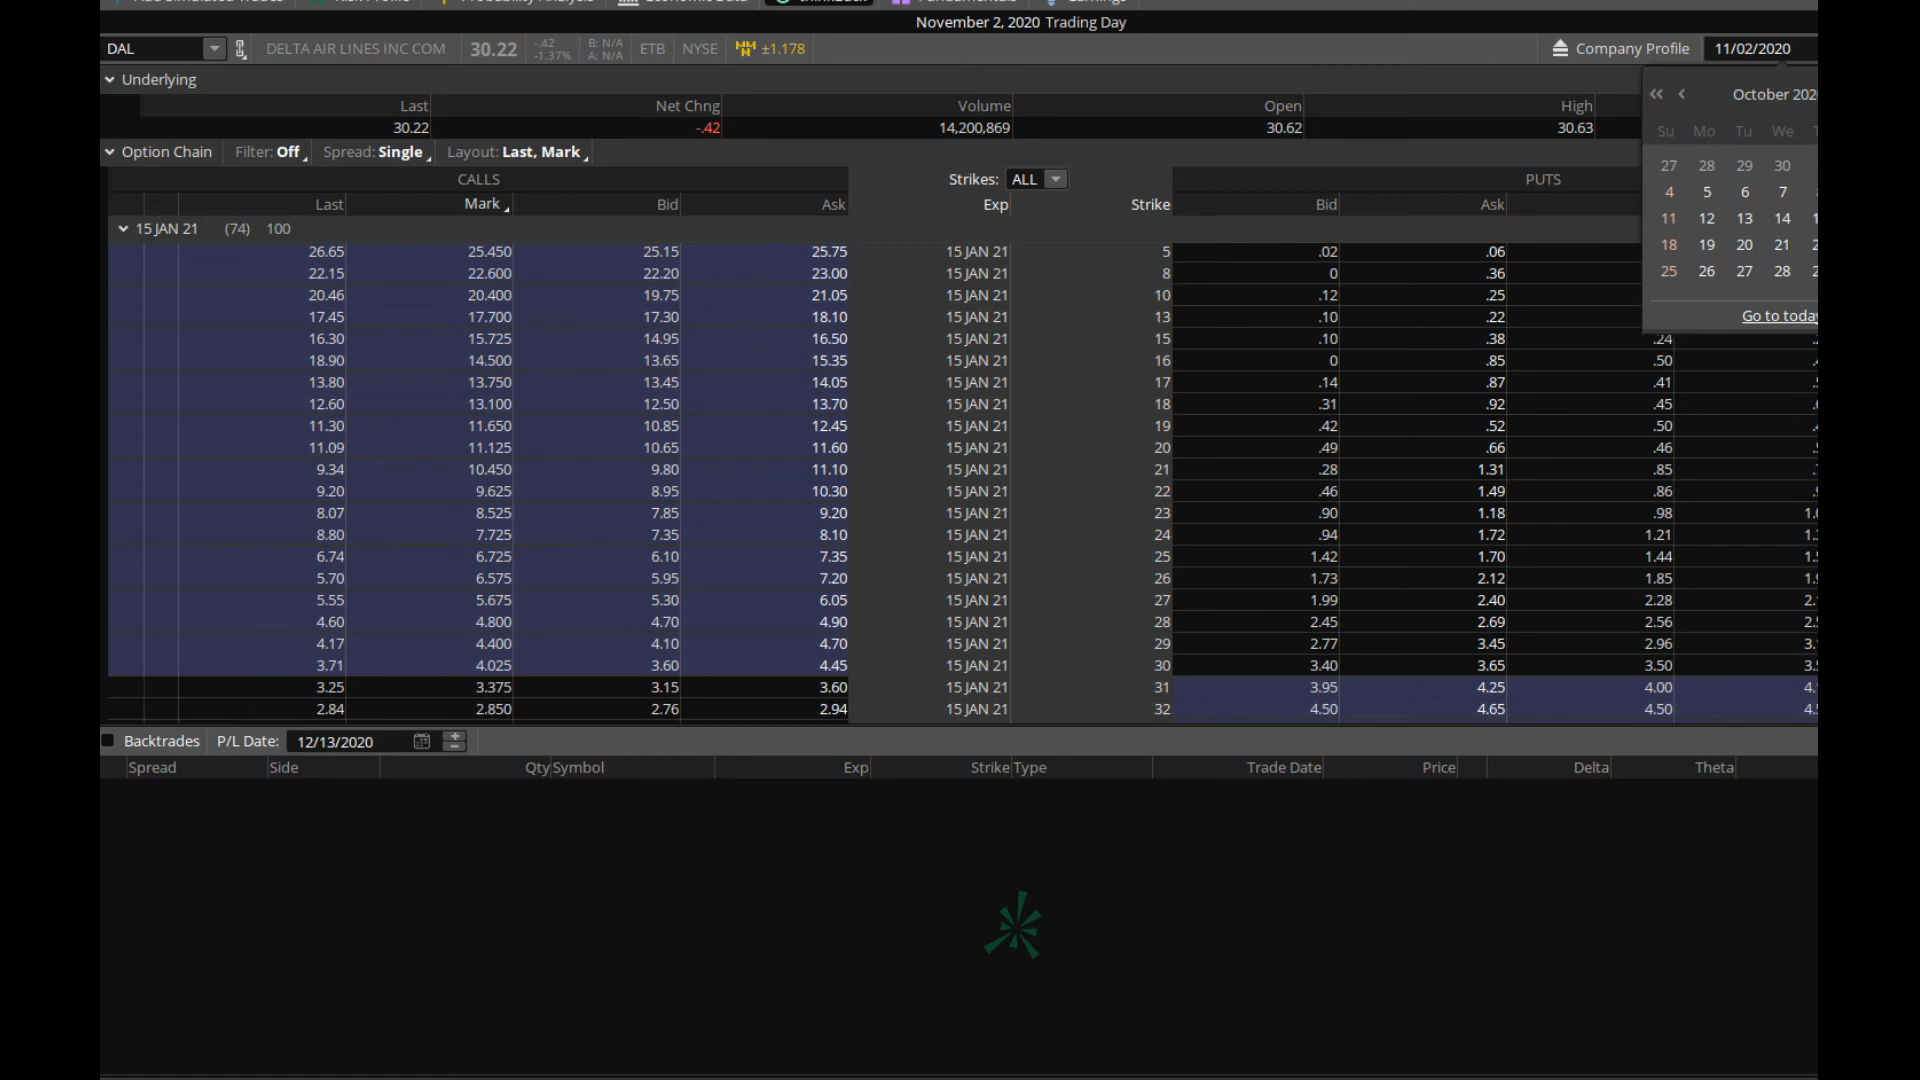 November 2, 2020 Trading Day
DAL DELTA AIR LINES INC COM 30.22 -.42 -1.37% B: N/A A: N/A ETB NYSE ±1.178 Company Profile 11/02/2020
Underlying
Last Net Chng Volume Open High
30.22 -.42 14,200,869 30.62 30.63
Option Chain Filter: Off Spread: Single Layout: Last, Mark
CALLS Strikes: ALL PUTS
Last Mark Bid Ask Exp Strike Bid Ask
15 JAN 21 (74) 100
26.65 25.450 25.15 25.75 15 JAN 21 5 .02 .06
22.15 22.600 22.20 23.00 15 JAN 21 8 0 .36
20.46 20.400 19.75 21.05 15 JAN 21 10 .12 .25
17.45 17.700 17.30 18.10 15 JAN 21 13 .10 .22
16.30 15.725 14.95 16.50 15 JAN 21 15 .10 .38 .24
18.90 14.500 13.65 15.35 15 JAN 21 16 0 .85 .50
13.80 13.750 13.45 14.05 15 JAN 21 17 .14 .87 .41
12.60 13.100 12.50 13.70 15 JAN 21 18 .31 .92 .45
11.30 11.650 10.85 12.45 15 JAN 21 19 .42 .52 .50
11.09 11.125 10.65 11.60 15 JAN 21 20 .49 .66 .46
9.34 10.450 9.80 11.10 15 JAN 21 21 .28 1.31 .85
9.20 9.625 8.95 10.30 15 JAN 21 22 .46 1.49 .86
8.07 8.525 7.85 9.20 15 JAN 21 23 .90 1.18 .98
8.80 7.725 7.35 8.10 15 JAN 21 24 .94 1.72 1.21
6.74 6.725 6.10 7.35 15 JAN 21 25 1.42 1.70 1.44
5.70 6.575 5.95 7.20 15 JAN 21 26 1.73 2.12 1.85
5.55 5.675 5.30 6.05 15 JAN 21 27 1.99 2.40 2.28
4.60 4.800 4.70 4.90 15 JAN 21 28 2.45 2.69 2.56
4.17 4.400 4.10 4.70 15 JAN 21 29 2.77 3.45 2.96
3.71 4.025 3.60 4.45 15 JAN 21 30 3.40 3.65 3.50
3.25 3.375 3.15 3.60 15 JAN 21 31 3.95 4.25 4.00
2.84 2.850 2.76 2.94 15 JAN 21 32 4.50 4.65 4.50
October 202
Su Mo Tu We
27 28 29 30
4 5 6 7
11 12 13 14
18 19 20 21
25 26 27 28
Go to today
Backtrades P/L Date: 12/13/2020
Spread Side Qty Symbol Exp Strike Type Trade Date Price Delta Theta